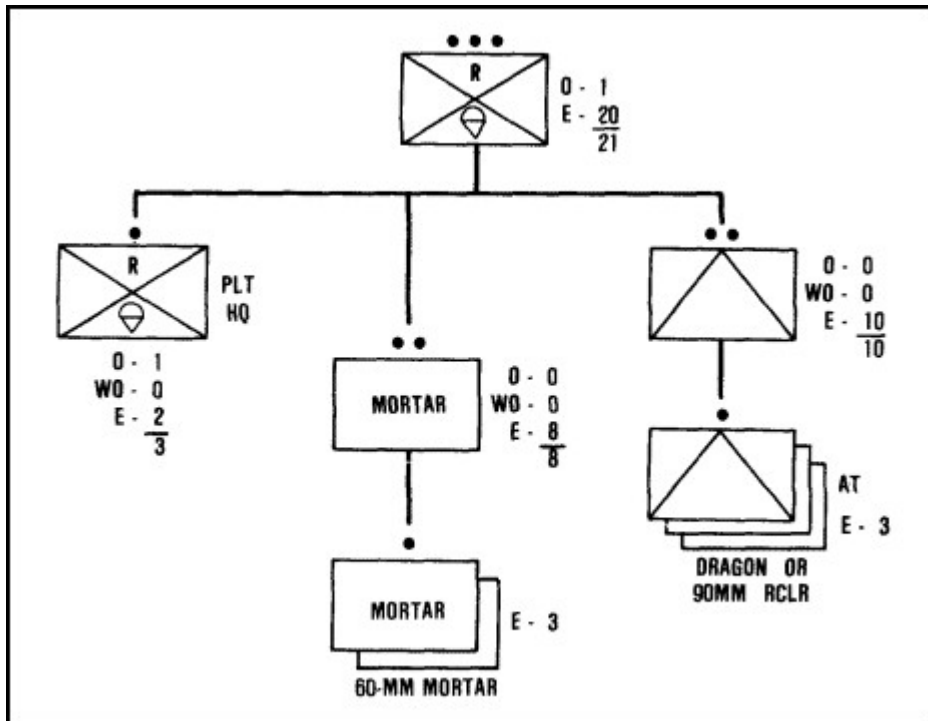 R
O - 1
E - 20
21
R
PLT
HQ
O - 1
WO - 0
E - 2
3
MORTAR
O - 0
WO - 0
E - 8
8
MORTAR
E - 3
60-MM MORTAR
O - 0
WO - 0
E - 10
10
AT
E - 3
DRAGON OR
90MM RCLR